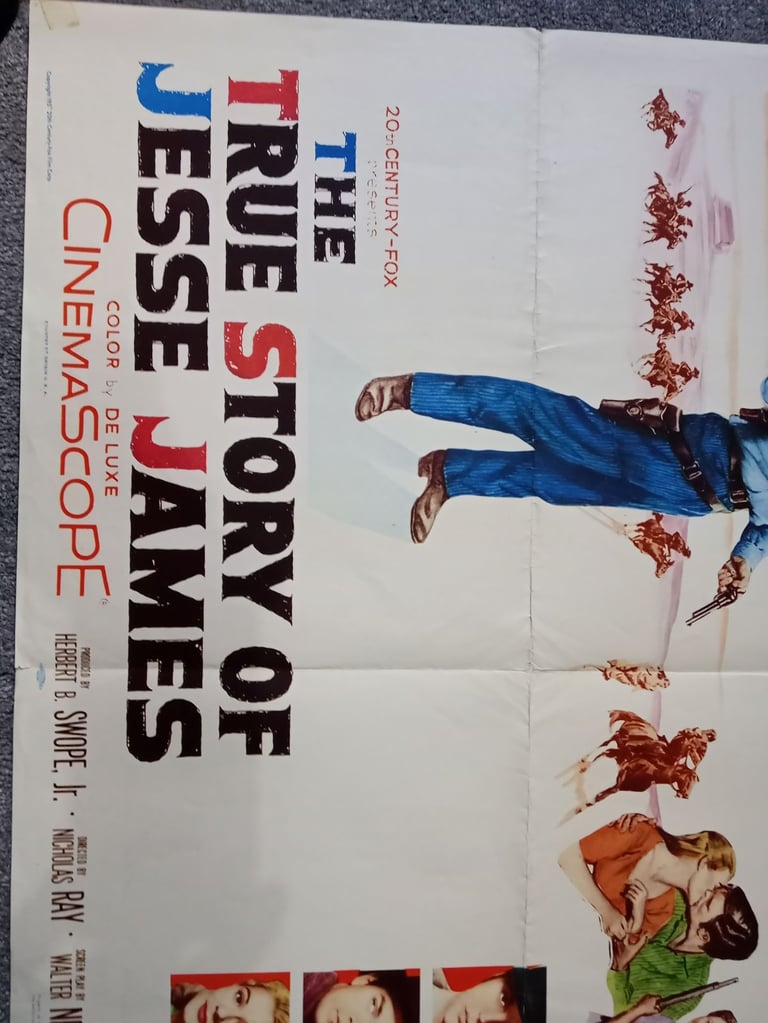 20th CENTURY-FOX
presents
THE
TRUE STORY OF
JESSE JAMES
COLOR by DE LUXE
CINEMASCOPE
PRODUCED BY
HERBERT B. SWOPE, Jr. ·
DIRECTED BY
NICHOLAS RAY ·
SCREEN PLAY BY
WALTER